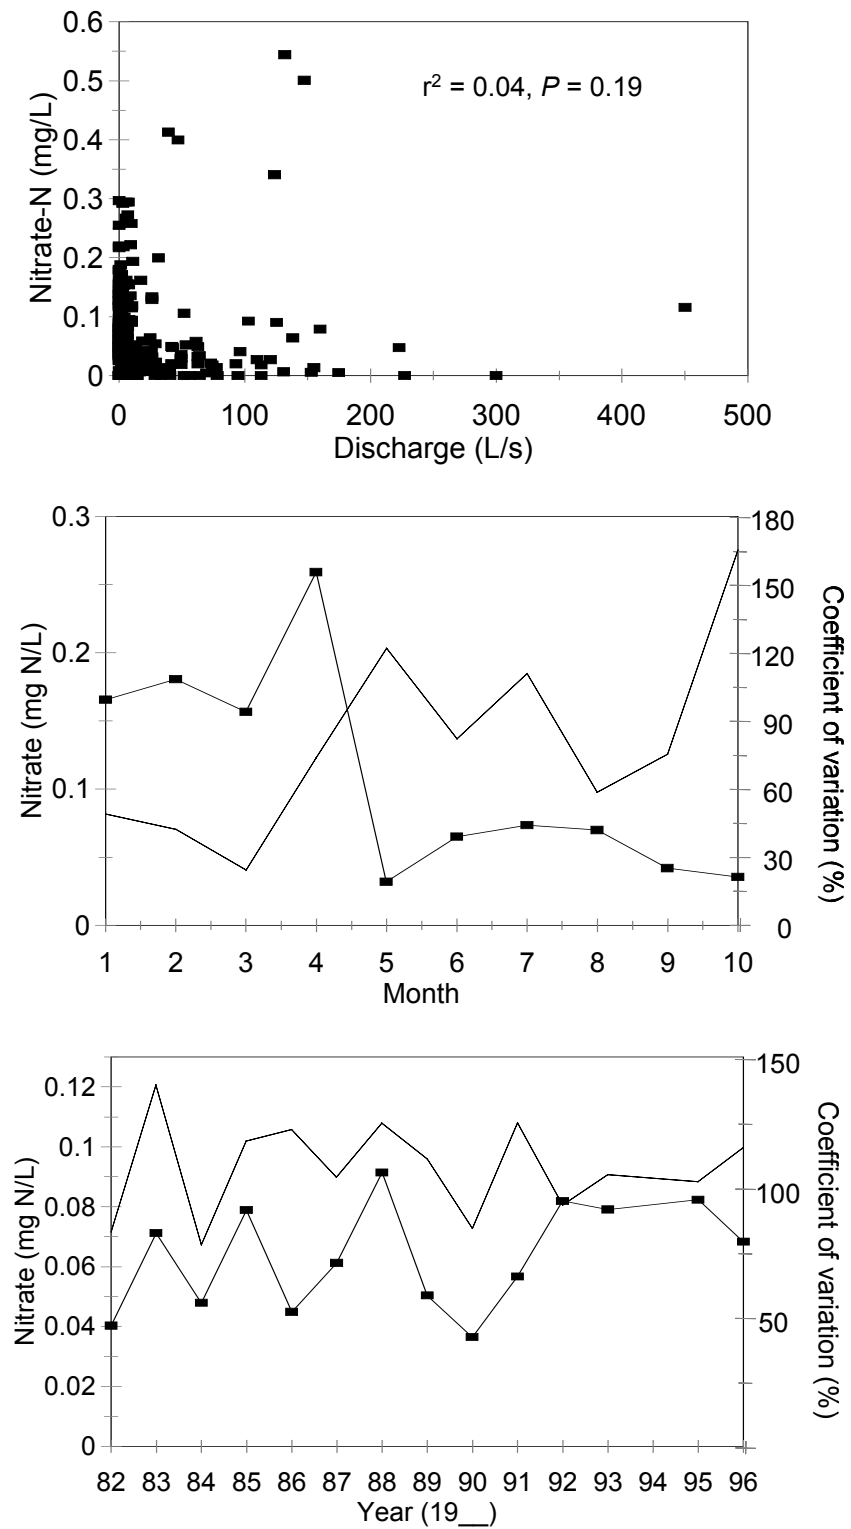 0.6
0.5
0.4
0.3
0.2
0.1
0
Nitrate-N (mg/L)
r² = 0.04, P = 0.19
0 100 200 300 400 500
Discharge (L/s)
0.3
0.2
0.1
0
Nitrate (mg N/L)
180
150
120
90
60
30
0
Coefficient of variation (%)
1 2 3 4 5 6 7 8 9 10
Month
0.12
0.1
0.08
0.06
0.04
0.02
0
Nitrate (mg N/L)
150
100
50
Coefficient of variation (%)
82 83 84 85 86 87 88 89 90 91 92 93 94 95 96
Year (19__)